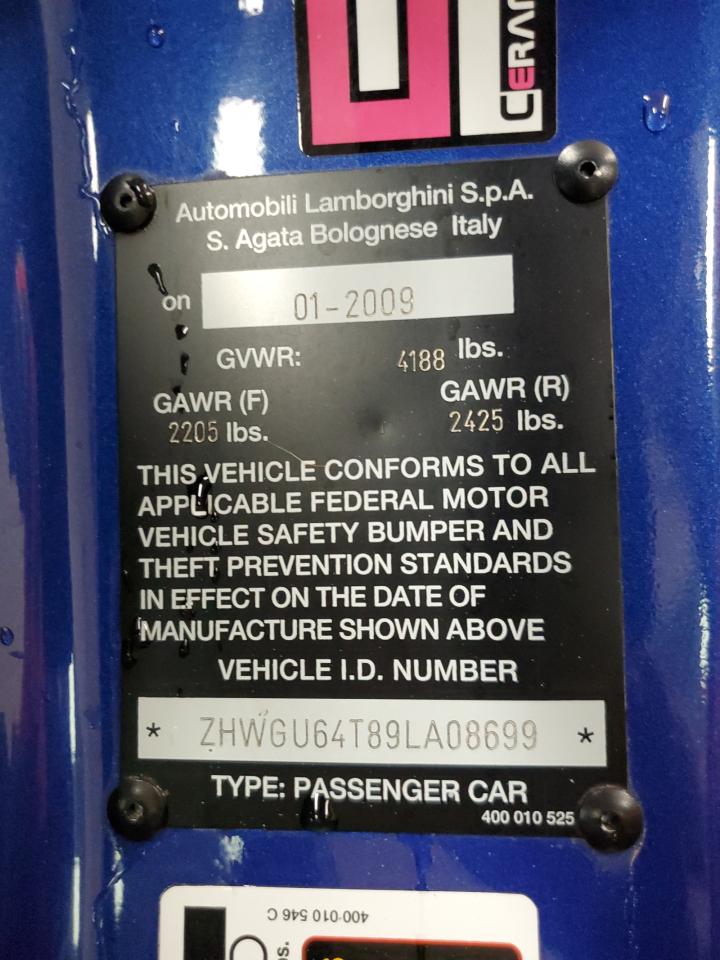 Automobili Lamborghini S.p.A.
S. Agata Bolognese Italy
on 01-2009
GVWR: 4188 lbs.
GAWR (F) GAWR (R)
2205 lbs. 2425 lbs.
THIS VEHICLE CONFORMS TO ALL
APPLICABLE FEDERAL MOTOR
VEHICLE SAFETY BUMPER AND
THEFT PREVENTION STANDARDS
IN EFFECT ON THE DATE OF
MANUFACTURE SHOWN ABOVE
VEHICLE I.D. NUMBER
* ZHWGU64T89LA08699 *
TYPE: PASSENGER CAR
400 010 525
400-010 546 C